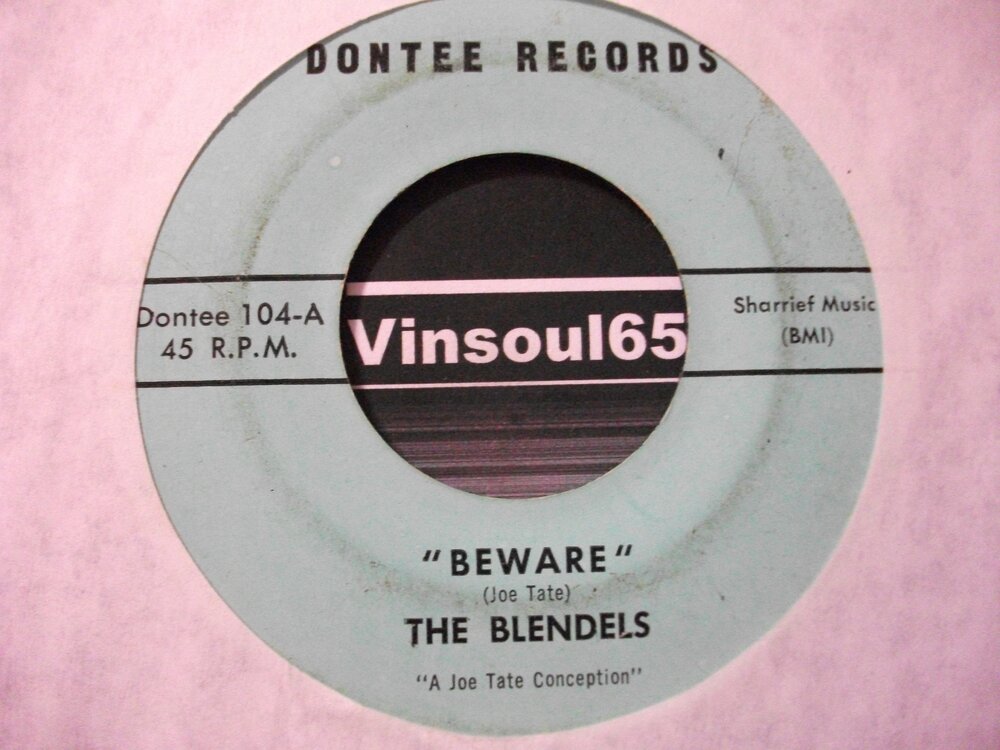 DONTEE RECORDS
Dontee 104-A
45 R.P.M.
Vinsoul65
Sharrief Music
(BMI)
"BEWARE"
(Joe Tate)
THE BLENDELS
"A Joe Tate Conception"